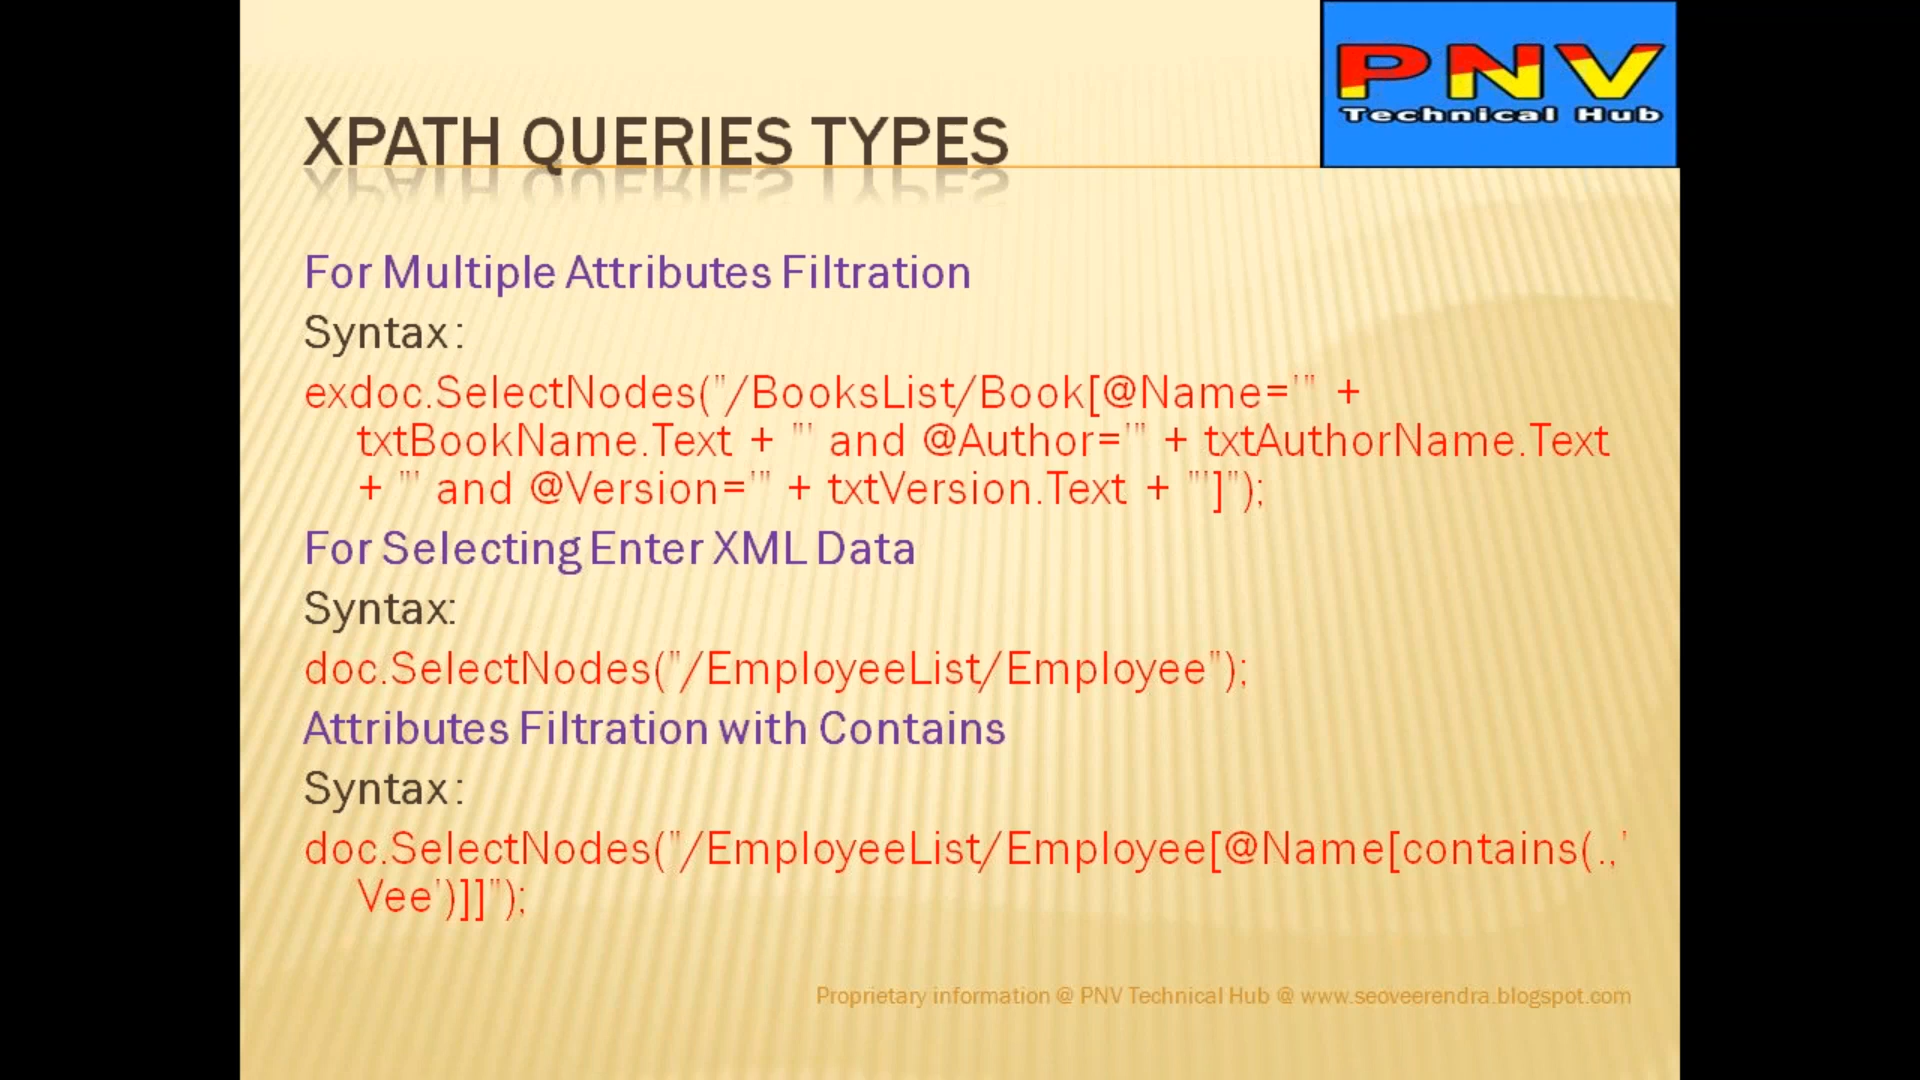 PNV
Technical Hub
XPATH QUERIES TYPES
For Multiple Attributes Filtration
Syntax :
exdoc.SelectNodes("/BooksList/Book[@Name='" +
txtBookName.Text + "' and @Author='" + txtAuthorName.Text
+ "' and @Version='" + txtVersion.Text + "']");
For Selecting Enter XML Data
Syntax:
doc.SelectNodes("/EmployeeList/Employee");
Attributes Filtration with Contains
Syntax :
doc.SelectNodes("/EmployeeList/Employee[@Name[contains(.,'
Vee')]]");
Proprietary information @ PNV Technical Hub @ www.seoveerendra.blogspot.com